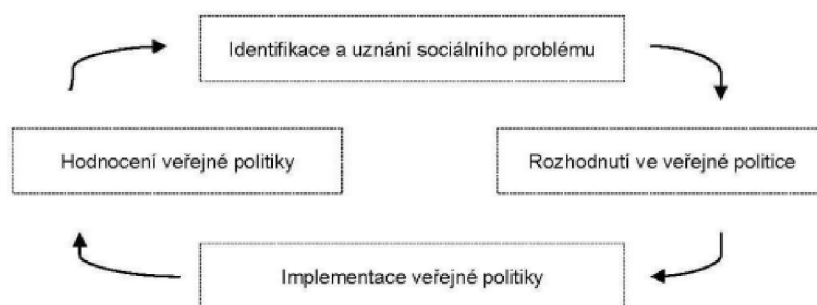 Identifikace a uznání sociálního problému
Hodnocení veřejné politiky
Rozhodnutí ve veřejné politice
Implementace veřejné politiky